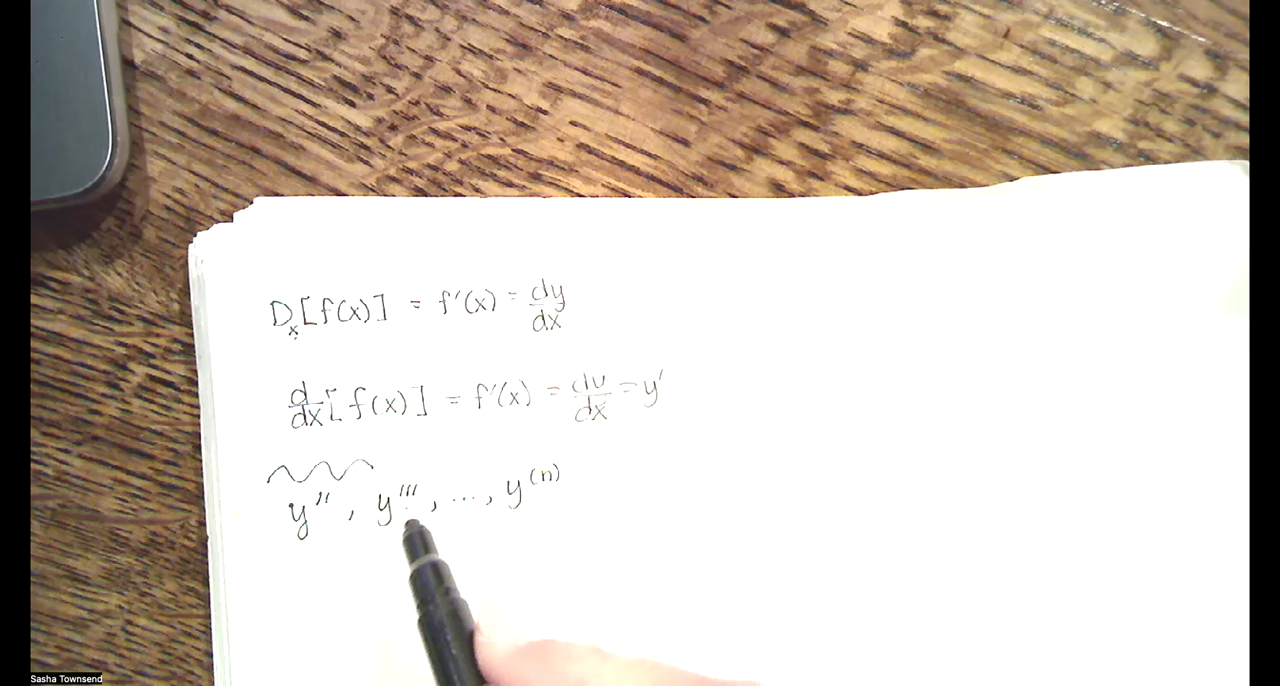 Dₓ[f(x)] = f'(x) = dy/dx
d/dx[f(x)] = f'(x) = dy/dx = y'
y'', y''', ..., y⁽ⁿ⁾
Sasha Townsend